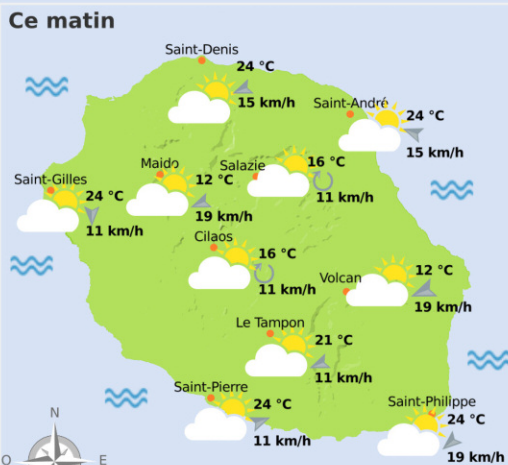 Ce matin
Saint-Denis
24 °C
15 km/h
Saint-André
24 °C
15 km/h
Maido
12 °C
19 km/h
Salazie
16 °C
11 km/h
Saint-Gilles
24 °C
11 km/h
Cilaos
16 °C
11 km/h
Volcan
12 °C
19 km/h
Le Tampon
21 °C
11 km/h
Saint-Pierre
24 °C
11 km/h
Saint-Philippe
24 °C
19 km/h
N
O
E